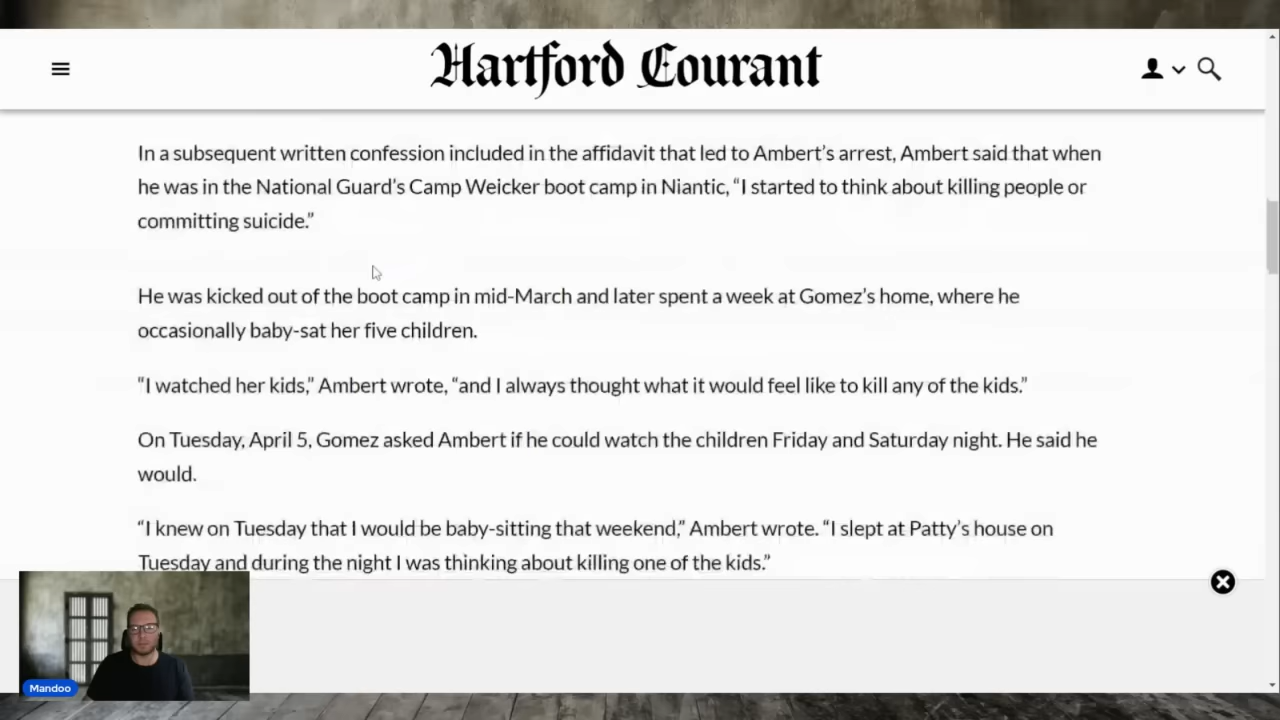 Hartford Courant
In a subsequent written confession included in the affidavit that led to Ambert’s arrest, Ambert said that when
he was in the National Guard’s Camp Weicker boot camp in Niantic, “I started to think about killing people or
committing suicide.”
He was kicked out of the boot camp in mid-March and later spent a week at Gomez’s home, where he
occasionally baby-sat her five children.
“I watched her kids,” Ambert wrote, “and I always thought what it would feel like to kill any of the kids.”
On Tuesday, April 5, Gomez asked Ambert if he could watch the children Friday and Saturday night. He said he
would.
“I knew on Tuesday that I would be baby-sitting that weekend,” Ambert wrote. “I slept at Patty’s house on
Tuesday and during the night I was thinking about killing one of the kids.”
Mandoo